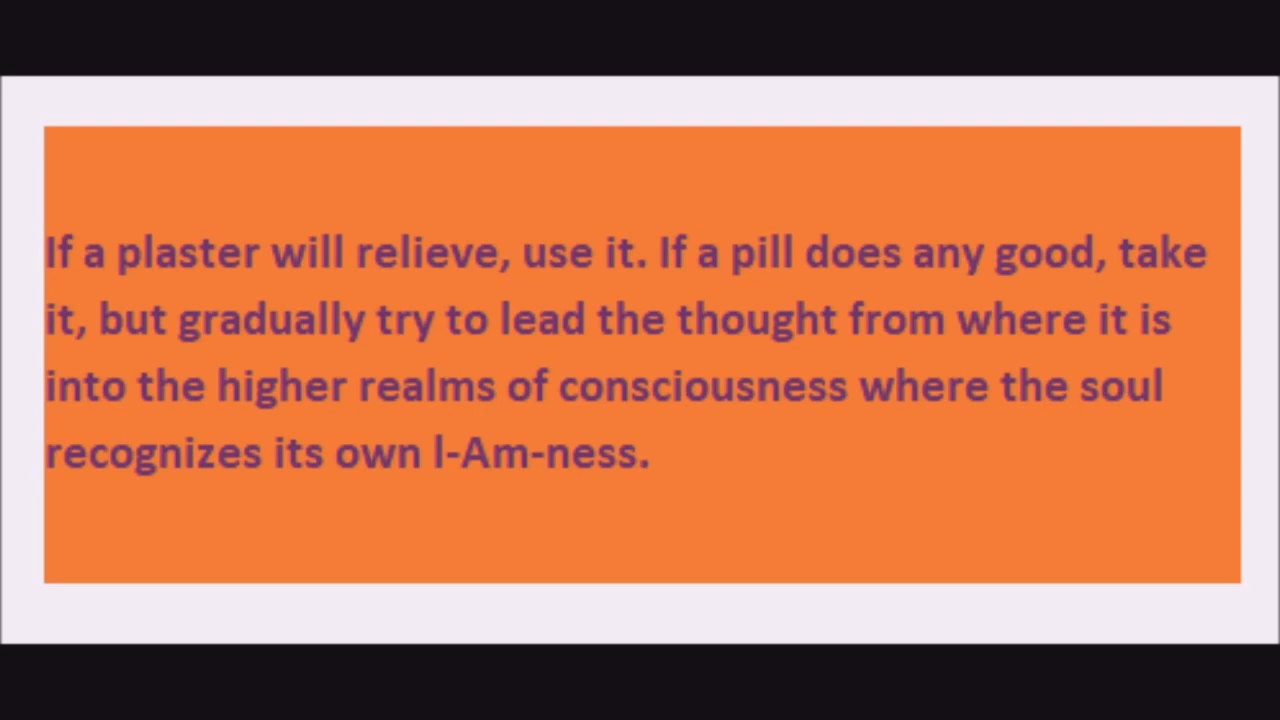 If a plaster will relieve, use it. If a pill does any good, take
it, but gradually try to lead the thought from where it is
into the higher realms of consciousness where the soul
recognizes its own l-Am-ness.